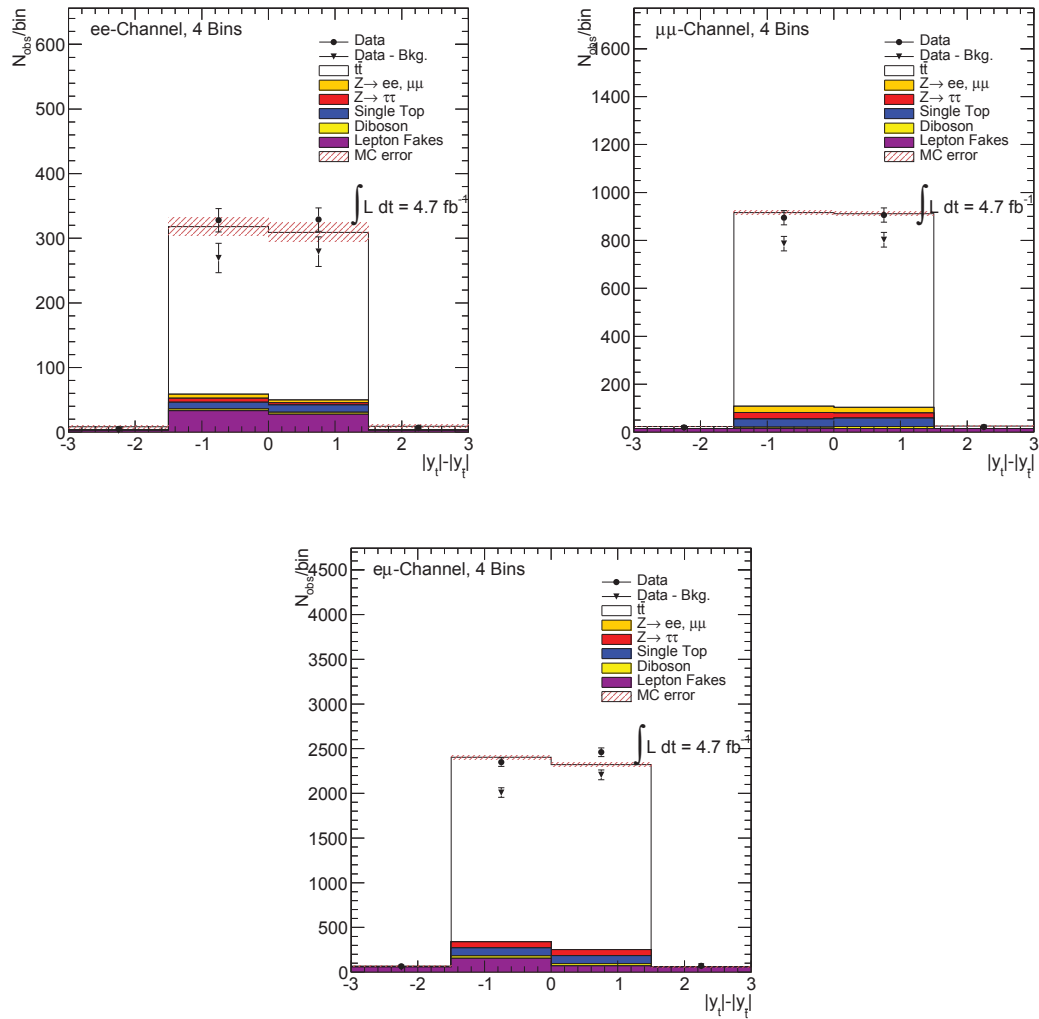 ee-Channel, 4 Bins
N_obs/bin
600
500
400
300
200
100
0
Data
Data - Bkg.
tt̄
Z→ ee, μμ
Z→ ττ
Single Top
Diboson
Lepton Fakes
MC error
∫ L dt = 4.7 fb⁻¹
-3 -2 -1 0 1 2 3
|y_t|-|y_t̄|
μμ-Channel, 4 Bins
N_obs/bin
1600
1400
1200
1000
800
600
400
200
0
Data
Data - Bkg.
tt̄
Z→ ee, μμ
Z→ ττ
Single Top
Diboson
Lepton Fakes
MC error
∫ L dt = 4.7 fb⁻¹
-3 -2 -1 0 1 2 3
|y_t|-|y_t̄|
eμ-Channel, 4 Bins
N_obs/bin
4500
4000
3500
3000
2500
2000
1500
1000
500
0
Data
Data - Bkg.
tt̄
Z→ ee, μμ
Z→ ττ
Single Top
Diboson
Lepton Fakes
MC error
∫ L dt = 4.7 fb⁻¹
-3 -2 -1 0 1 2 3
|y_t|-|y_t̄|